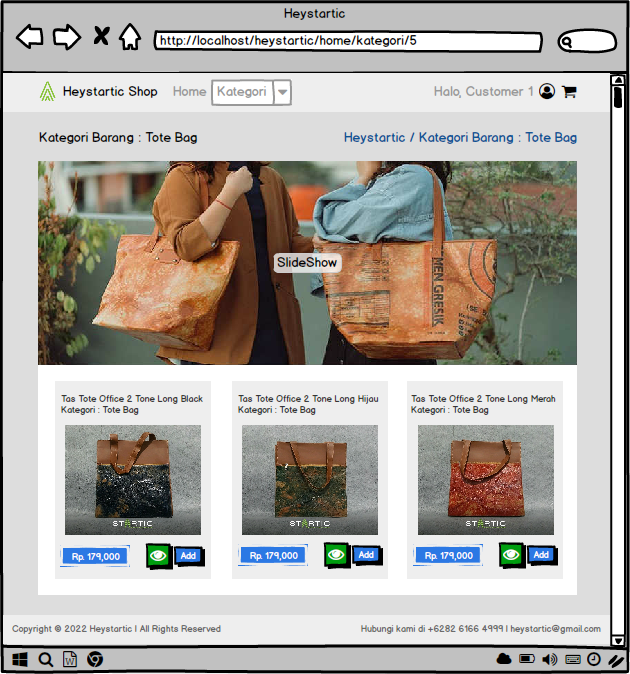 Heystartic
http://localhost/heystartic/home/kategori/5
Heystartic Shop Home Kategori Halo, Customer 1
Kategori Barang : Tote Bag Heystartic / Kategori Barang : Tote Bag
SlideShow
MEN GRESIK
Tas Tote Office 2 Tone Long Black
Kategori : Tote Bag
STARTIC
Rp. 179,000 Add
Tas Tote Office 2 Tone Long Hijau
Kategori : Tote Bag
STARTIC
Rp. 179,000 Add
Tas Tote Office 2 Tone Long Merah
Kategori : Tote Bag
STARTIC
Rp. 179,000 Add
Copyright © 2022 Heystartic | All Rights Reserved Hubungi kami di +6282 6166 4999 | heystartic@gmail.com
W